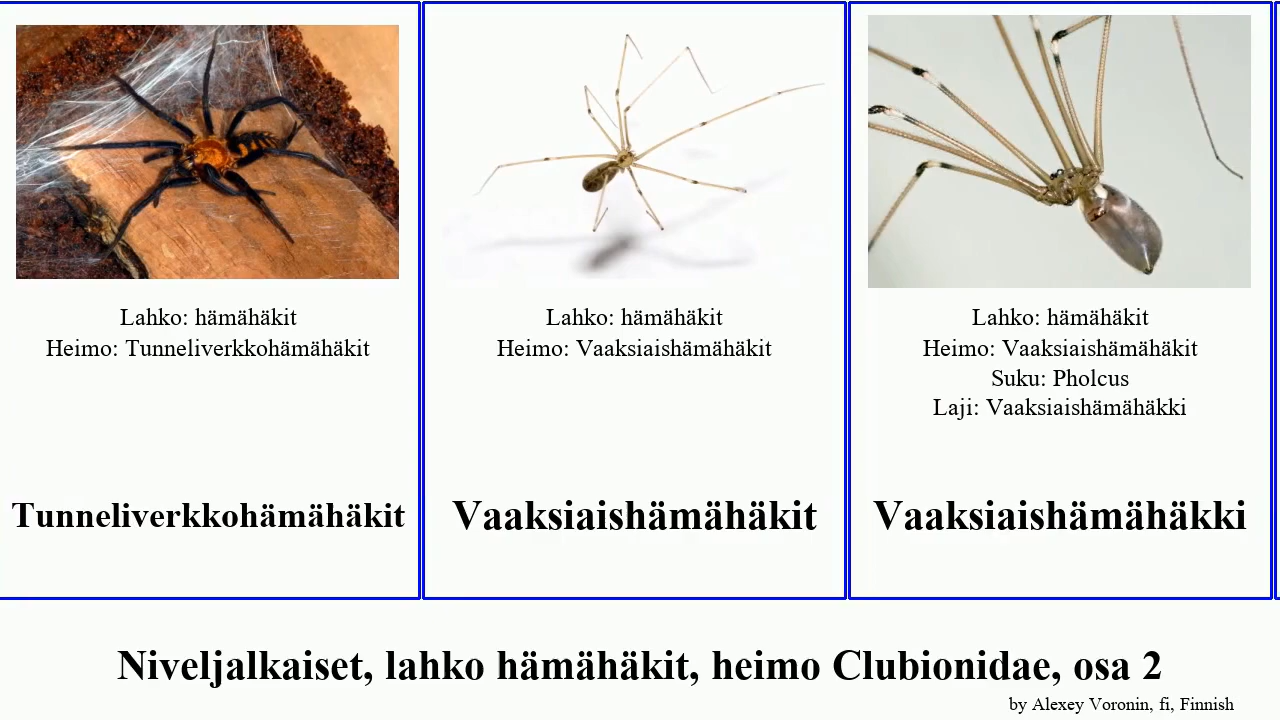 Lahko: hämähäkit
Heimo: Tunneliverkkohämähäkit
Tunneliverkkohämähäkit
Lahko: hämähäkit
Heimo: Vaaksiaishämähäkit
Vaaksiaishämähäkit
Lahko: hämähäkit
Heimo: Vaaksiaishämähäkit
Suku: Pholcus
Laji: Vaaksiaishämähäkki
Vaaksiaishämähäkki
Niveljalkaiset, lahko hämähäkit, heimo Clubionidae, osa 2
by Alexey Voronin, fi, Finnish